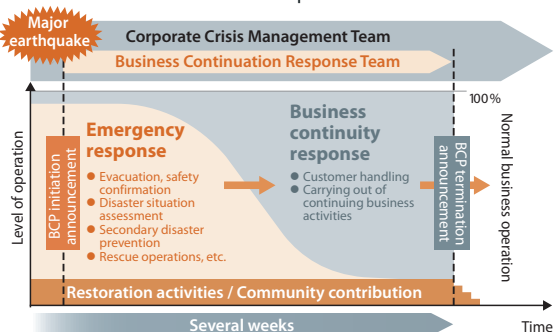 Major
earthquake
Corporate Crisis Management Team
Business Continuation Response Team
100%
Level of operation
BCP initiation
announcement
Emergency
response
● Evacuation, safety
confirmation
● Disaster situation
assessment
● Secondary disaster
prevention
● Rescue operations, etc.
Business
continuity
response
● Customer handling
● Carrying out of
continuing business
activities
BCP termination
announcement
Normal business operation
Restoration activities / Community contribution
Several weeks
Time